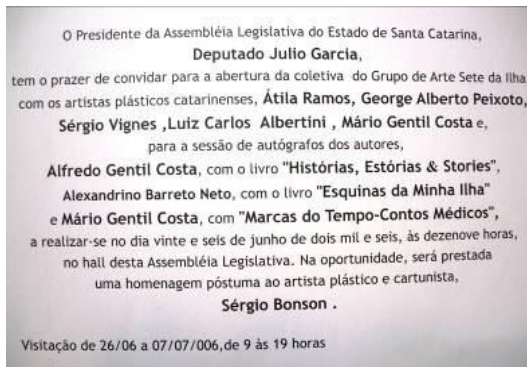 O Presidente da Assembléia Legislativa do Estado de Santa Catarina,
Deputado Julio Garcia,
tem o prazer de convidar para a abertura da coletiva do Grupo de Arte Sete da Ilha
com os artistas plásticos catarinenses, Átila Ramos, George Alberto Peixoto,
Sérgio Vignes ,Luiz Carlos Albertini , Mário Gentil Costa e,
para a sessão de autógrafos dos autores,
Alfredo Gentil Costa, com o livro "Histórias, Estórias & Stories",
Alexandrino Barreto Neto, com o livro "Esquinas da Minha Ilha"
e Mário Gentil Costa, com "Marcas do Tempo-Contos Médicos",
a realizar-se no dia vinte e seis de junho de dois mil e seis, às dezenove horas,
no hall desta Assembléia Legislativa. Na oportunidade, será prestada
uma homenagem póstuma ao artista plástico e cartunista,
Sérgio Bonson .
Visitação de 26/06 a 07/07/006,de 9 às 19 horas